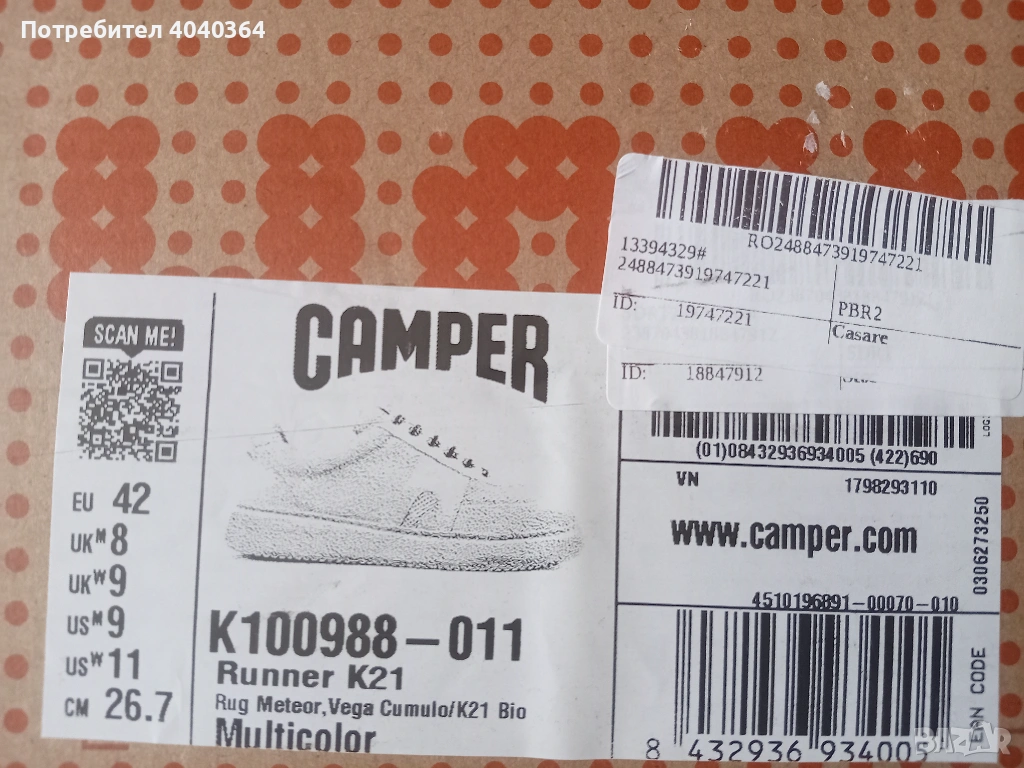 Потребител 4040364
SCAN ME!
CAMPER
EU 42
UK M 8
UK W 9
US M 9
US W 11
CM 26.7
K100988-011
Runner K21
Rug Meteor,Vega Cumulo/K21 Bio
Multicolor
RO2488473919747221
13394329#
2488473919747221
ID: 19747221
PBR2
Casare
ID: 18847912
(01)08432936934005 (422)690
VN 1798293110
www.camper.com
0306273250
4510196891-00070-010
EAN CODE
8 432936 934005
BAZAR